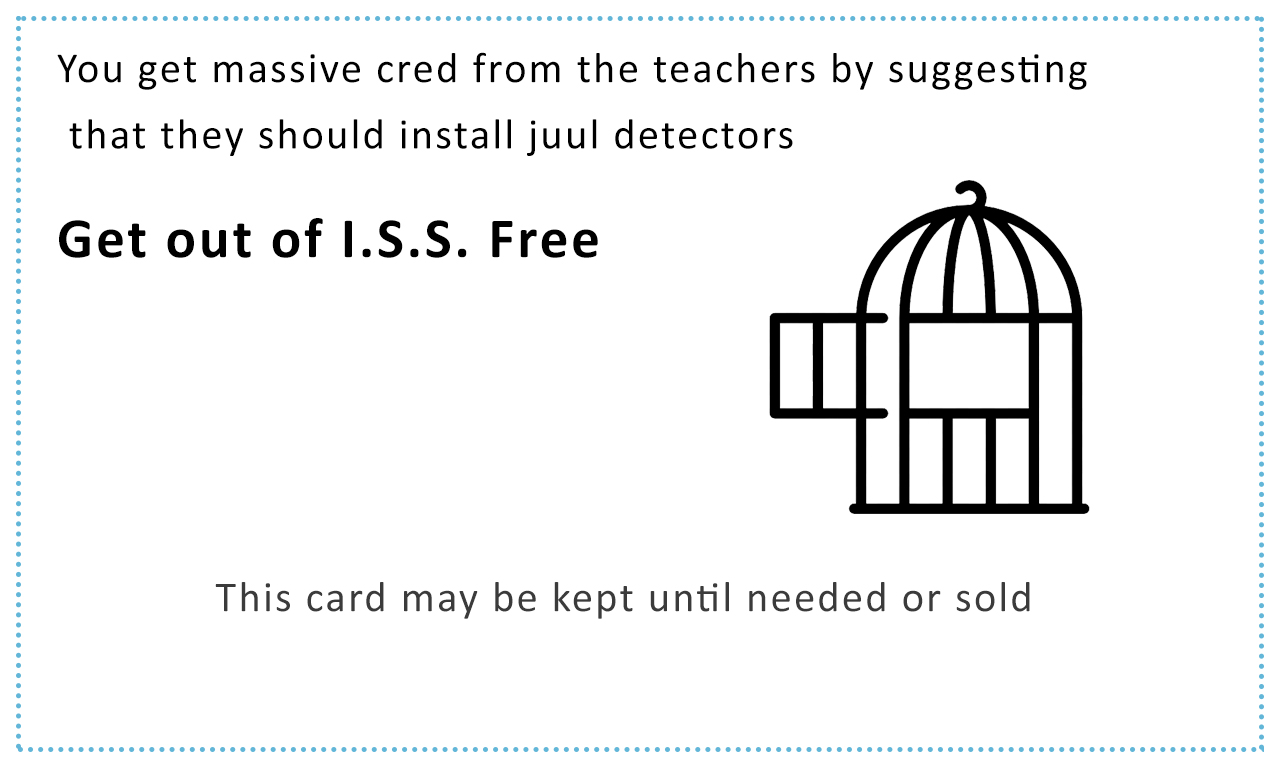 You get massive cred from the teachers by suggesting
that they should install juul detectors
Get out of I.S.S. Free
This card may be kept until needed or sold